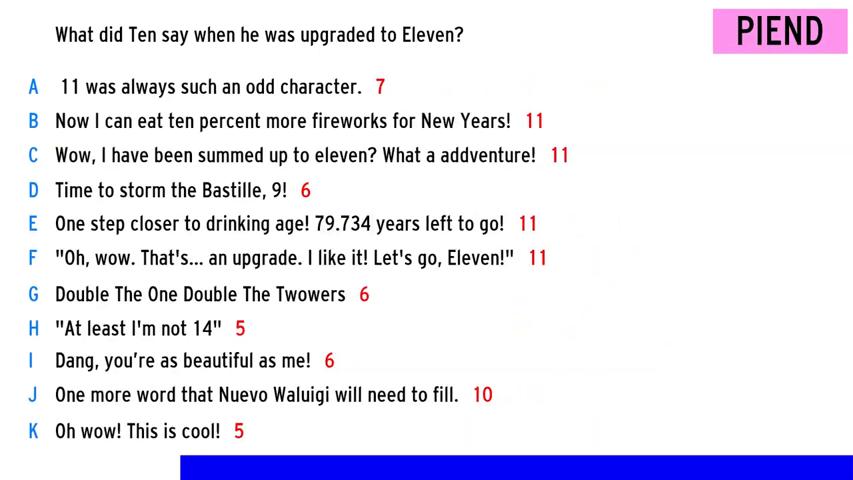 What did Ten say when he was upgraded to Eleven?
PIEND
A 11 was always such an odd character. 7
B Now I can eat ten percent more fireworks for New Years! 11
C Wow, I have been summed up to eleven? What a addventure! 11
D Time to storm the Bastille, 9! 6
E One step closer to drinking age! 79.734 years left to go! 11
F "Oh, wow. That's... an upgrade. I like it! Let's go, Eleven!" 11
G Double The One Double The Twowers 6
H "At least I'm not 14" 5
I Dang, you're as beautiful as me! 6
J One more word that Nuevo Waluigi will need to fill. 10
K Oh wow! This is cool! 5